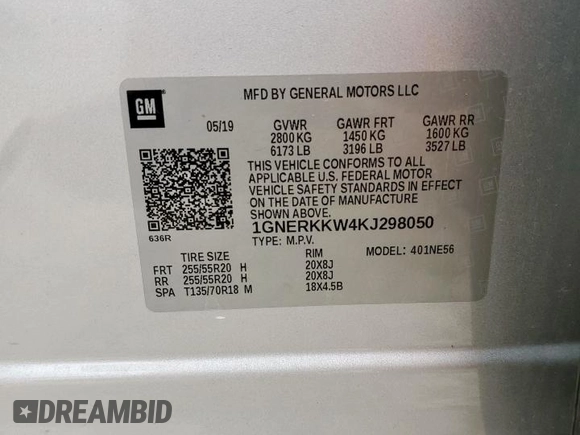 GM
MFD BY GENERAL MOTORS LLC
05/19 GVWR GAWR FRT GAWR RR
2800 KG 1450 KG 1600 KG
6173 LB 3196 LB 3527 LB
THIS VEHICLE CONFORMS TO ALL
APPLICABLE U.S. FEDERAL MOTOR
VEHICLE SAFETY STANDARDS IN EFFECT
ON THE DATE OF MANUFACTURE
SHOWN ABOVE.
1GNERKKW4KJ298050
636R
TYPE: M.P.V.
TIRE SIZE RIM MODEL: 401NE56
FRT 255/55R20 H 20X8J
RR 255/55R20 H 20X8J
SPA T135/70R18 M 18X4.5B
DREAMBID